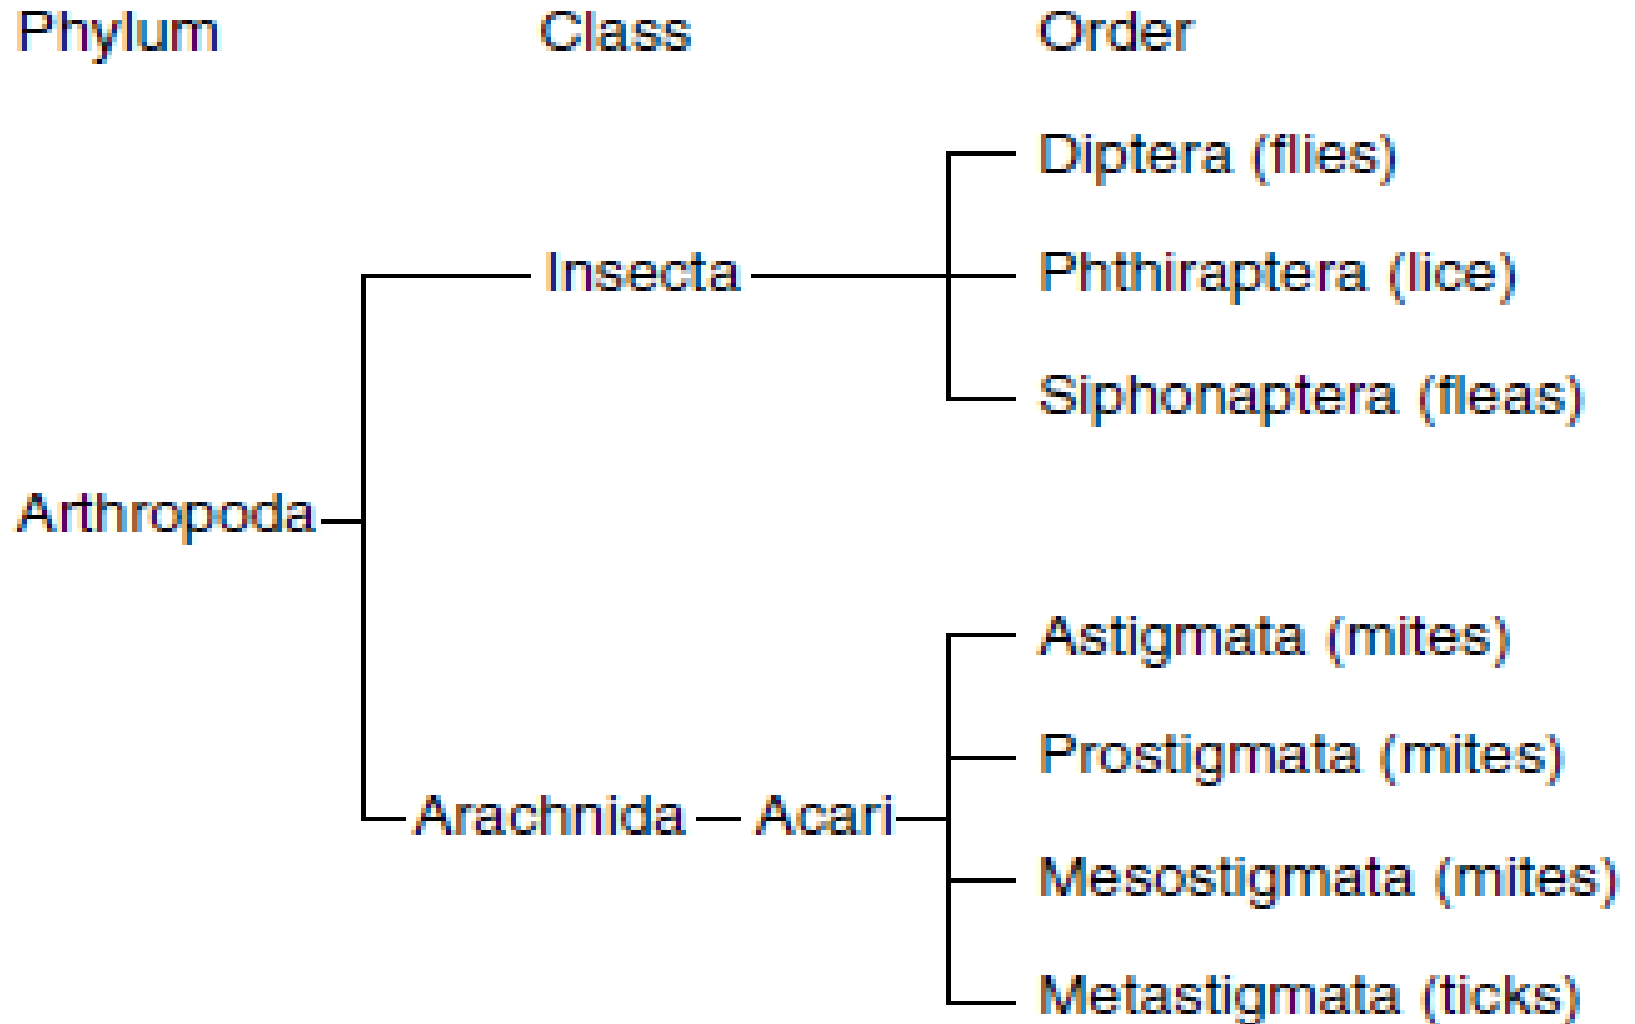 Phylum Class Order
Diptera (flies)
Insecta Phthiraptera (lice)
Siphonaptera (fleas)
Arthropoda
Astigmata (mites)
Prostigmata (mites)
Arachnida Acari
Mesostigmata (mites)
Metastigmata (ticks)